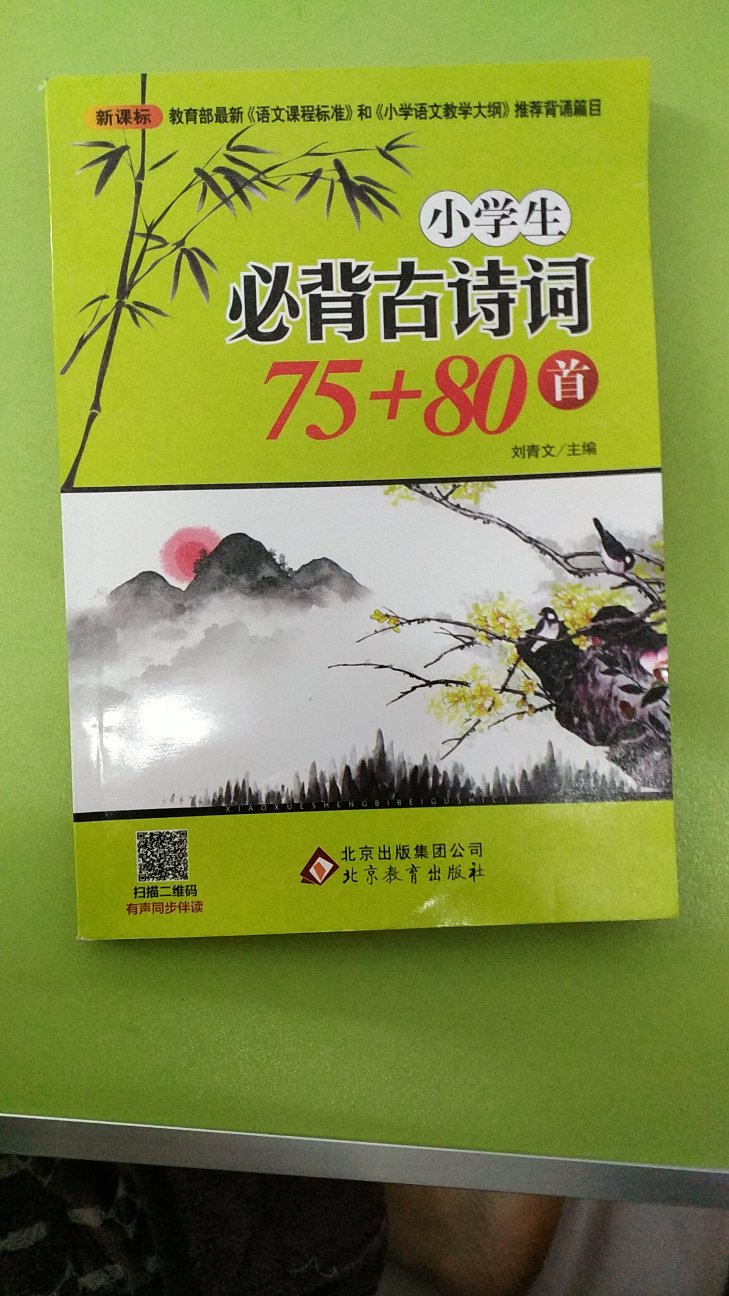 新课标 教育部最新《语文课程标准》和《小学语文教学大纲》推荐背诵篇目
小学生
必背古诗词
75+80首
刘青文/主编
XIAOXUESHENGBIBEIGUSHICI
扫描二维码
有声同步伴读
北京出版集团公司
北京教育出版社